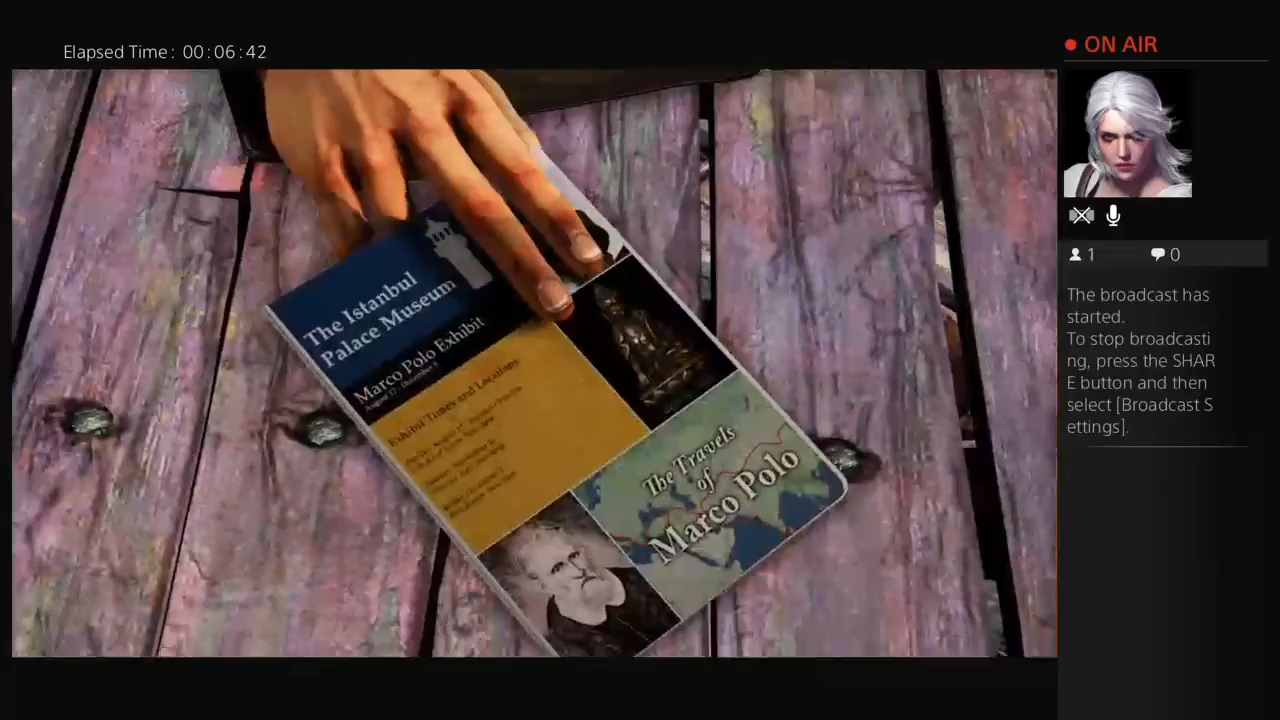 Elapsed Time: 00:06:42
ON AIR
The Istanbul
Palace Museum
Marco Polo Exhibit
Exhibit Times and Locations
The Travels
of
Marco Polo
1
0
The broadcast has
started.
To stop broadcasti
ng, press the SHAR
E button and then
select [Broadcast S
ettings].